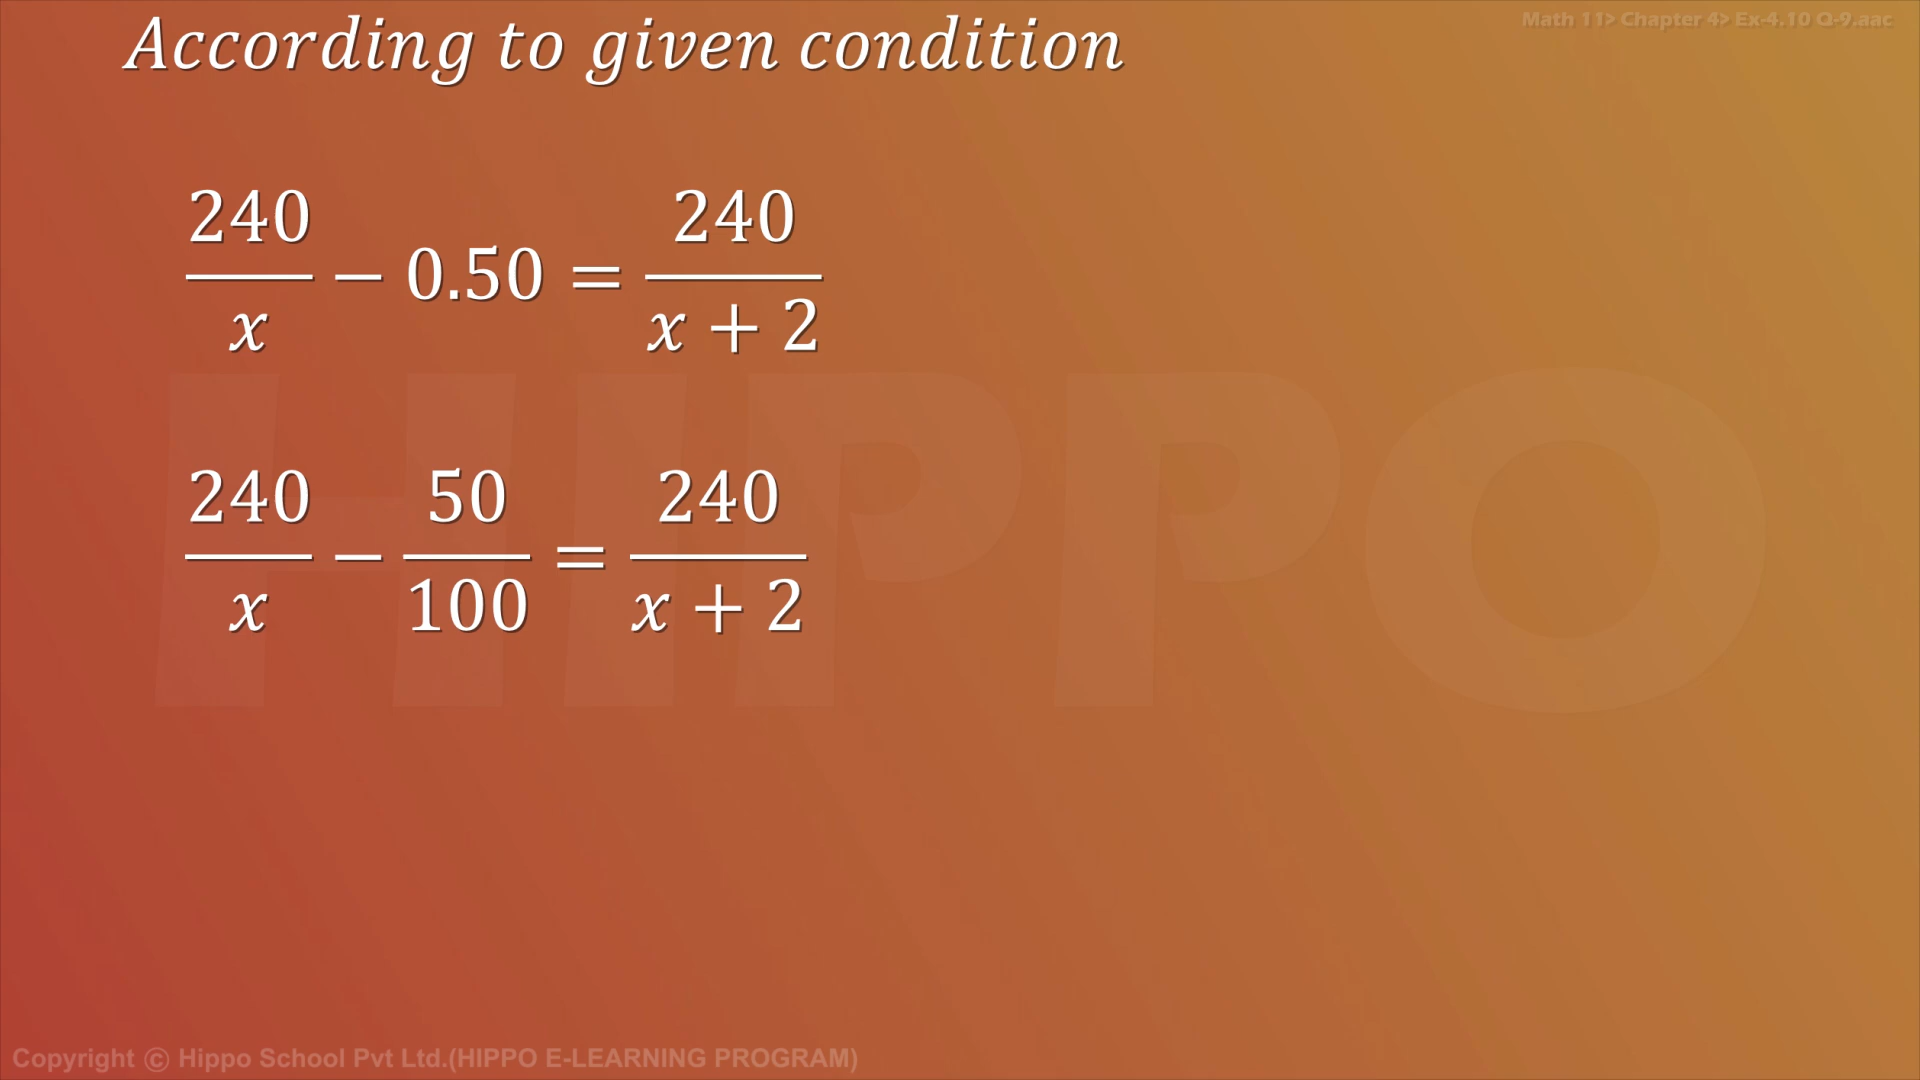 Math 11> Chapter 4> Ex-4.10 Q-9.aac
According to given condition
240/x − 0.50 = 240/(x + 2)
240/x − 50/100 = 240/(x + 2)
HIPPO
Copyright © Hippo School Pvt Ltd.(HIPPO E-LEARNING PROGRAM)